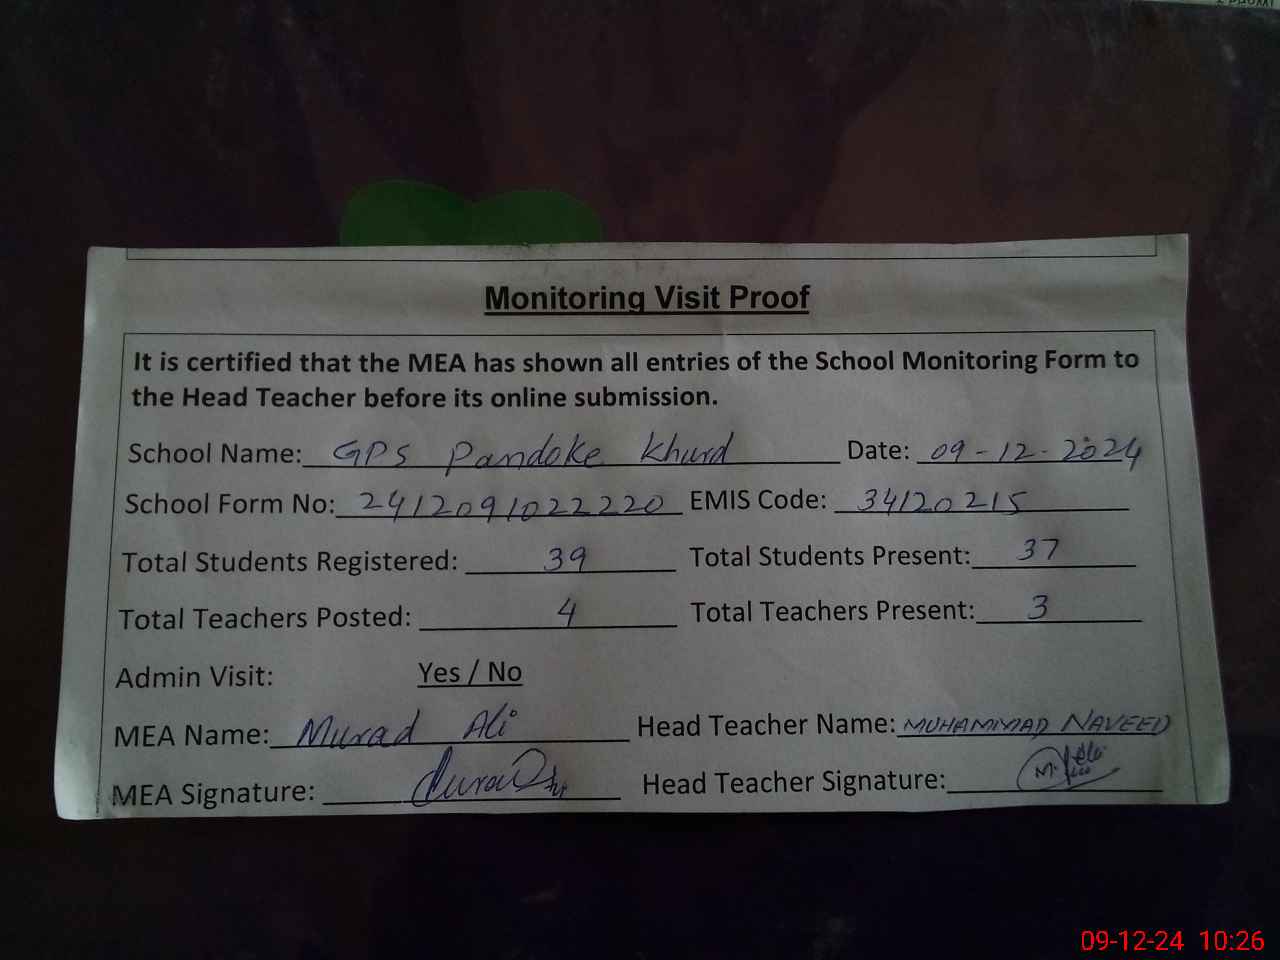 Monitoring Visit Proof
It is certified that the MEA has shown all entries of the School Monitoring Form to
the Head Teacher before its online submission.
School Name: GPS Pandoke Khurd Date: 09-12-2024
School Form No: 2412091022220 EMIS Code: 34120215
Total Students Registered: 39 Total Students Present: 37
Total Teachers Posted: 4 Total Teachers Present: 3
Admin Visit: Yes / No
MEA Name: Murad Ali Head Teacher Name: MUHAMMAD NAVEED
MEA Signature: Head Teacher Signature:
09-12-24 10:26